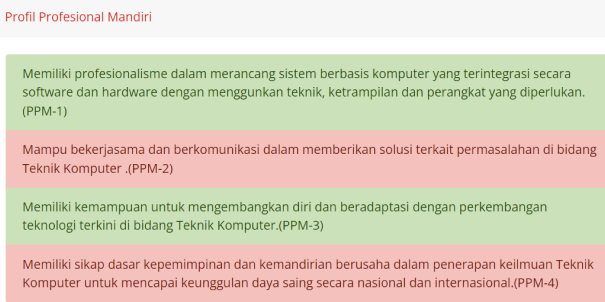 Profil Profesional Mandiri
Memiliki profesionalisme dalam merancang sistem berbasis komputer yang terintegrasi secara
software dan hardware dengan menggunkan teknik, ketrampilan dan perangkat yang diperlukan.
(PPM-1)
Mampu bekerjasama dan berkomunikasi dalam memberikan solusi terkait permasalahan di bidang
Teknik Komputer .(PPM-2)
Memiliki kemampuan untuk mengembangkan diri dan beradaptasi dengan perkembangan
teknologi terkini di bidang Teknik Komputer.(PPM-3)
Memiliki sikap dasar kepemimpinan dan kemandirian berusaha dalam penerapan keilmuan Teknik
Komputer untuk mencapai keunggulan daya saing secara nasional dan internasional.(PPM-4)